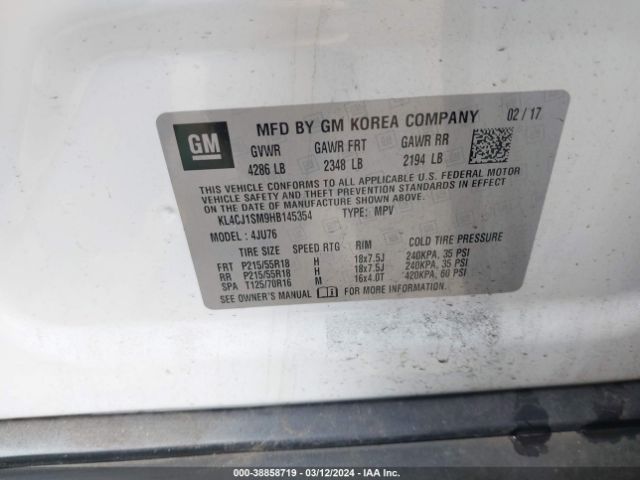 GM
MFD BY GM KOREA COMPANY 02 / 17
GVWR GAWR FRT GAWR RR
4286 LB 2348 LB 2194 LB
THIS VEHICLE CONFORMS TO ALL APPLICABLE U.S. FEDERAL MOTOR
VEHICLE SAFETY AND THEFT PREVENTION STANDARDS IN EFFECT
ON THE DATE OF MANUFACTURE SHOWN ABOVE.
KL4CJ1SM9HB145354 TYPE: MPV
MODEL: 4JU76
TIRE SIZE SPEED RTG RIM COLD TIRE PRESSURE
FRT P215/55R18 H 18x7.5J 240KPA, 35 PSI
RR P215/55R18 H 18x7.5J 240KPA, 35 PSI
SPA T125/70R16 M 16x4.0T 420KPA, 60 PSI
SEE OWNER'S MANUAL FOR MORE INFORMATION.
000-38858719 - 03/12/2024 - IAA Inc.